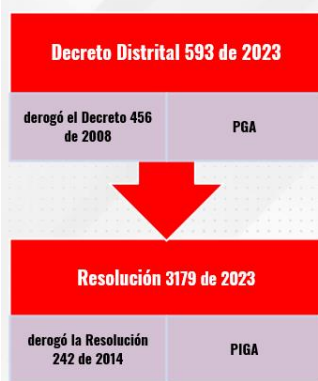 Decreto Distrital 593 de 2023
derogó el Decreto 456
de 2008
PGA
Resolución 3179 de 2023
derogó la Resolución
242 de 2014
PIGA